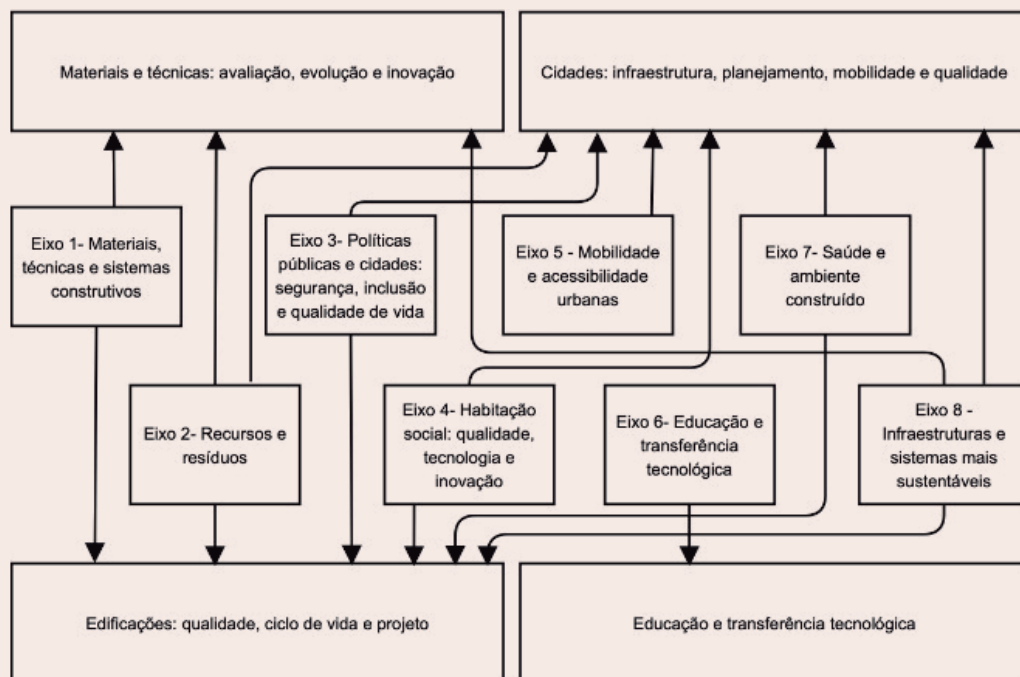 Materiais e técnicas: avaliação, evolução e inovação
Cidades: infraestrutura, planejamento, mobilidade e qualidade
Eixo 1- Materiais,
técnicas e sistemas
construtivos
Eixo 3- Políticas
públicas e cidades:
segurança, inclusão
e qualidade de vida
Eixo 5 - Mobilidade
e acessibilidade
urbanas
Eixo 7- Saúde e
ambiente
construído
Eixo 2- Recursos e
resíduos
Eixo 4- Habitação
social: qualidade,
tecnologia e
inovação
Eixo 6- Educação e
transferência
tecnológica
Eixo 8 -
Infraestruturas e
sistemas mais
sustentáveis
Edificações: qualidade, ciclo de vida e projeto
Educação e transferência tecnológica